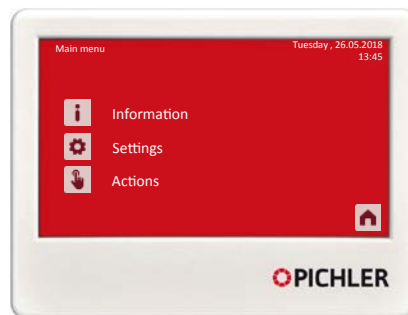 Main menu
Tuesday , 26.05.2018
13:45
Information
Settings
Actions
PICHLER